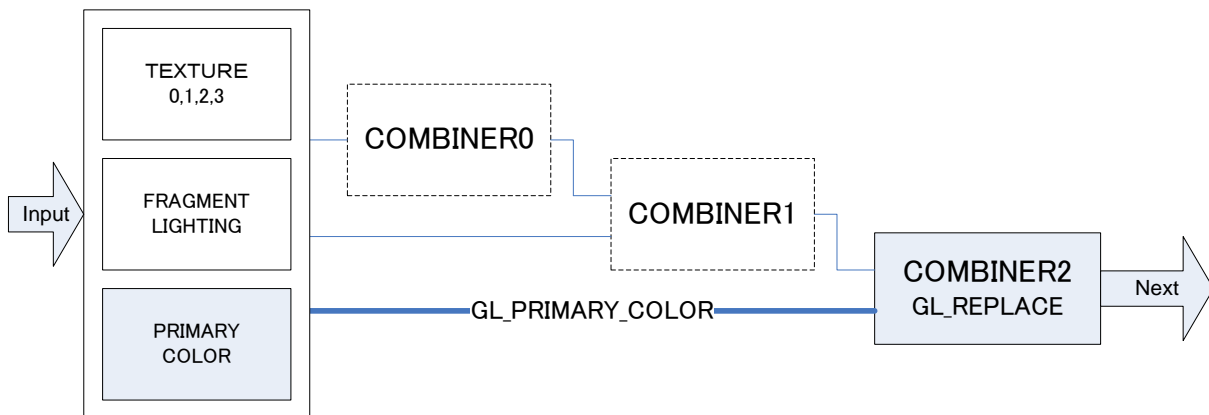 TEXTURE
0,1,2,3
COMBINER0
Input
FRAGMENT
LIGHTING
COMBINER1
COMBINER2
GL_REPLACE
Next
GL_PRIMARY_COLOR
PRIMARY
COLOR